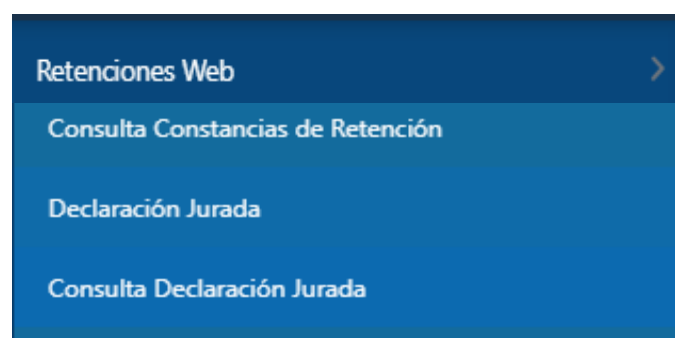 Retenciones Web
Consulta Constancias de Retención
Declaración Jurada
Consulta Declaración Jurada